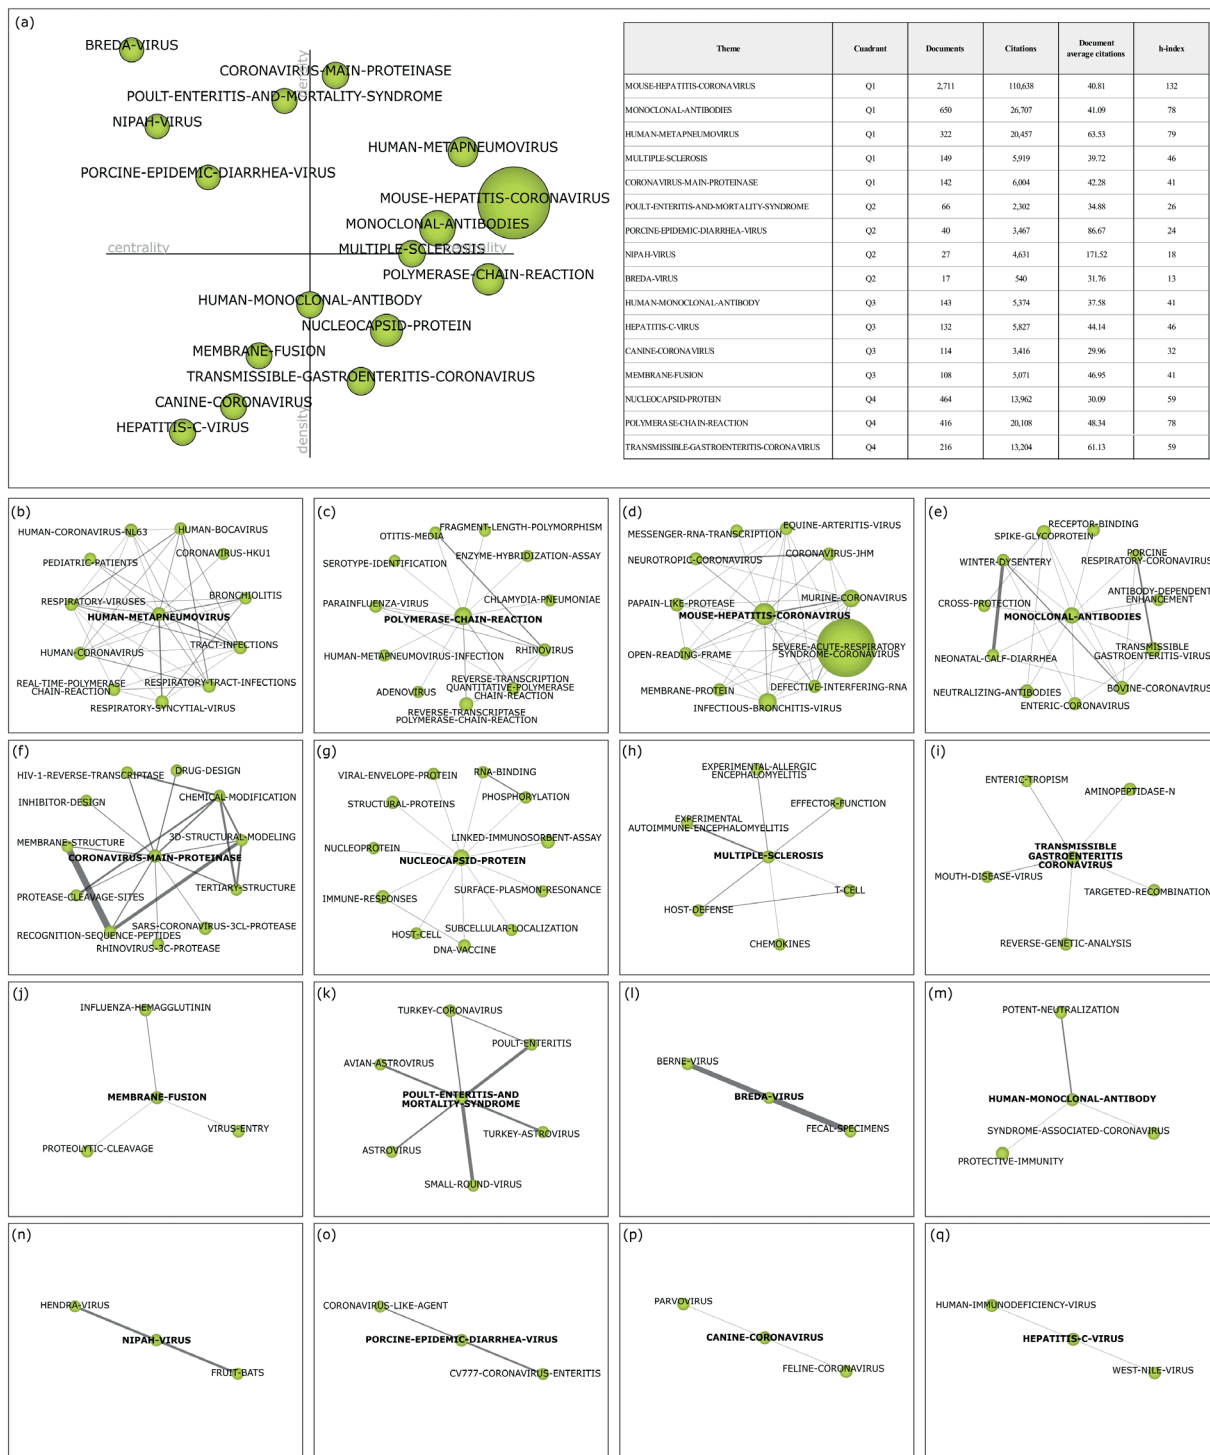 (a)
BREDA-VIRUS
CORONAVIRUS-MAIN-PROTEINASE
POULT-ENTERITIS-AND-MORTALITY-SYNDROME
NIPAH-VIRUS
HUMAN-METAPNEUMOVIRUS
PORCINE-EPIDEMIC-DIARRHEA-VIRUS
MOUSE-HEPATITIS-CORONAVIRUS
MONOCLONAL-ANTIBODIES
MULTIPLE-SCLEROSIS
POLYMERASE-CHAIN-REACTION
HUMAN-MONOCLONAL-ANTIBODY
NUCLEOCAPSID-PROTEIN
MEMBRANE-FUSION
TRANSMISSIBLE-GASTROENTERITIS-CORONAVIRUS
CANINE-CORONAVIRUS
HEPATITIS-C-VIRUS
density
centrality
centrality
density
Theme Quadrant Documents Citations Document average citations h-index
MOUSE-HEPATITIS-CORONAVIRUS Q1 2,711 110,638 40.81 132
MONOCLONAL-ANTIBODIES Q1 650 26,707 41.09 78
HUMAN-METAPNEUMOVIRUS Q1 322 20,457 63.53 79
MULTIPLE-SCLEROSIS Q1 149 5,919 39.72 46
CORONAVIRUS-MAIN-PROTEINASE Q1 142 6,004 42.28 41
POULT-ENTERITIS-AND-MORTALITY-SYNDROME Q2 66 2,302 34.88 26
PORCINE-EPIDEMIC-DIARRHEA-VIRUS Q2 40 3,467 86.67 24
NIPAH-VIRUS Q2 27 4,631 171.52 18
BREDA-VIRUS Q2 17 540 31.76 13
HUMAN-MONOCLONAL-ANTIBODY Q3 143 5,374 37.58 41
HEPATITIS-C-VIRUS Q3 132 5,827 44.14 46
CANINE-CORONAVIRUS Q3 114 3,416 29.96 32
MEMBRANE-FUSION Q3 108 5,071 46.95 41
NUCLEOCAPSID-PROTEIN Q4 464 13,962 30.09 59
POLYMERASE-CHAIN-REACTION Q4 416 20,108 48.34 78
TRANSMISSIBLE-GASTROENTERITIS-CORONAVIRUS Q4 216 13,204 61.13 59
(b)
HUMAN-CORONAVIRUS-NL63
HUMAN-BOCAVIRUS
CORONAVIRUS-HKU1
PEDIATRIC-PATIENTS
BRONCHIOLITIS
RESPIRATORY-VIRUSES
HUMAN-METAPNEUMOVIRUS
TRACT-INFECTIONS
HUMAN-CORONAVIRUS
REAL-TIME-POLYMERASE
CHAIN-REACTION
RESPIRATORY-TRACT-INFECTIONS
RESPIRATORY-SYNCYTIAL-VIRUS
(c)
FRAGMENT-LENGTH-POLYMORPHISM
OTITIS-MEDIA
ENZYME-HYBRIDIZATION-ASSAY
SEROTYPE-IDENTIFICATION
CHLAMYDIA-PNEUMONIAE
PARAINFLUENZA-VIRUS
POLYMERASE-CHAIN-REACTION
RHINOVIRUS
HUMAN-METAPNEUMOVIRUS-INFECTION
REVERSE-TRANSCRIPTION
QUANTITATIVE-POLYMERASE
CHAIN-REACTION
ADENOVIRUS
REVERSE-TRANSCRIPTASE
POLYMERASE-CHAIN-REACTION
(d)
EQUINE-ARTERITIS-VIRUS
MESSENGER-RNA-TRANSCRIPTION
CORONAVIRUS-JHM
NEUROTROPIC-CORONAVIRUS
MURINE-CORONAVIRUS
PAPAIN-LIKE-PROTEASE
MOUSE-HEPATITIS-CORONAVIRUS
SEVERE-ACUTE-RESPIRATORY
SYNDROME-CORONAVIRUS
OPEN-READING-FRAME
DEFECTIVE-INTERFERING-RNA
MEMBRANE-PROTEIN
INFECTIOUS-BRONCHITIS-VIRUS
(e)
RECEPTOR-BINDING
SPIKE-GLYCOPROTEIN
PORCINE
RESPIRATORY-CORONAVIRUS
WINTER-DYSENTERY
ANTIBODY-DEPENDENT
ENHANCEMENT
CROSS-PROTECTION
MONOCLONAL-ANTIBODIES
TRANSMISSIBLE
GASTROENTERITIS-VIRUS
NEONATAL-CALF-DIARRHEA
BOVINE-CORONAVIRUS
NEUTRALIZING-ANTIBODIES
ENTERIC-CORONAVIRUS
(f)
DRUG-DESIGN
HIV-1-REVERSE-TRANSCRIPTASE
CHEMICAL-MODIFICATION
INHIBITOR-DESIGN
3D-STRUCTURAL-MODELING
MEMBRANE-STRUCTURE
CORONAVIRUS-MAIN-PROTEINASE
TERTIARY-STRUCTURE
PROTEASE-CLEAVAGE-SITES
SARS-CORONAVIRUS-3CL-PROTEASE
RECOGNITION-SEQUENCE-PEPTIDES
RHINOVIRUS-3C-PROTEASE
(g)
RNA-BINDING
VIRAL-ENVELOPE-PROTEIN
PHOSPHORYLATION
STRUCTURAL-PROTEINS
LINKED-IMMUNOSORBENT-ASSAY
NUCLEOPROTEIN
NUCLEOCAPSID-PROTEIN
SURFACE-PLASMON-RESONANCE
IMMUNE-RESPONSES
SUBCELLULAR-LOCALIZATION
HOST-CELL
DNA-VACCINE
(h)
EXPERIMENTAL-ALLERGIC
ENCEPHALOMYELITIS
EFFECTOR-FUNCTION
EXPERIMENTAL
AUTOIMMUNE-ENCEPHALOMYELITIS
MULTIPLE-SCLEROSIS
T-CELL
HOST-DEFENSE
CHEMOKINES
(i)
ENTERIC-TROPISM
AMINOPEPTIDASE-N
TRANSMISSIBLE
GASTROENTERITIS
CORONAVIRUS
MOUTH-DISEASE-VIRUS
TARGETED-RECOMBINATION
REVERSE-GENETIC-ANALYSIS
(j)
INFLUENZA-HEMAGGLUTININ
MEMBRANE-FUSION
VIRUS-ENTRY
PROTEOLYTIC-CLEAVAGE
(k)
TURKEY-CORONAVIRUS
POULT-ENTERITIS
AVIAN-ASTROVIRUS
POULT-ENTERITIS-AND
MORTALITY-SYNDROME
TURKEY-ASTROVIRUS
ASTROVIRUS
SMALL-ROUND-VIRUS
(l)
BERNE-VIRUS
BREDA-VIRUS
FECAL-SPECIMENS
(m)
POTENT-NEUTRALIZATION
HUMAN-MONOCLONAL-ANTIBODY
SYNDROME-ASSOCIATED-CORONAVIRUS
PROTECTIVE-IMMUNITY
(n)
HENDRA-VIRUS
NIPAH-VIRUS
FRUIT-BATS
(o)
CORONAVIRUS-LIKE-AGENT
PORCINE-EPIDEMIC-DIARRHEA-VIRUS
CV777-CORONAVIRUS-ENTERITIS
(p)
PARVOVIRUS
CANINE-CORONAVIRUS
FELINE-CORONAVIRUS
(q)
HUMAN-IMMUNODEFICIENCY-VIRUS
HEPATITIS-C-VIRUS
WEST-NILE-VIRUS